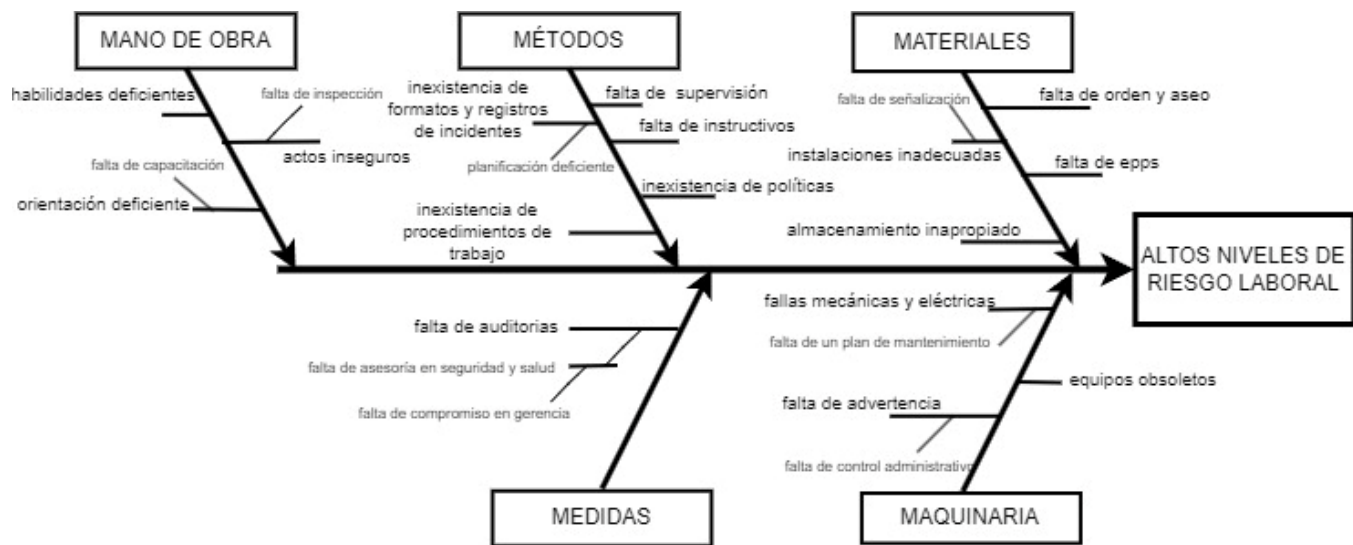 MANO DE OBRA
MÉTODOS
MATERIALES
habilidades deficientes
falta de inspección
actos inseguros
falta de capacitación
orientación deficiente
inexistencia de
formatos y registros
de incidentes
falta de supervisión
falta de instructivos
planificación deficiente
inexistencia de políticas
inexistencia de
procedimientos de
trabajo
falta de señalización
falta de orden y aseo
instalaciones inadecuadas
falta de epps
almacenamiento inapropiado
ALTOS NIVELES DE
RIESGO LABORAL
falta de auditorias
falta de asesoría en seguridad y salud
falta de compromiso en gerencia
fallas mecánicas y eléctricas
falta de un plan de mantenimiento
equipos obsoletos
falta de advertencia
falta de control administrativo
MEDIDAS
MAQUINARIA